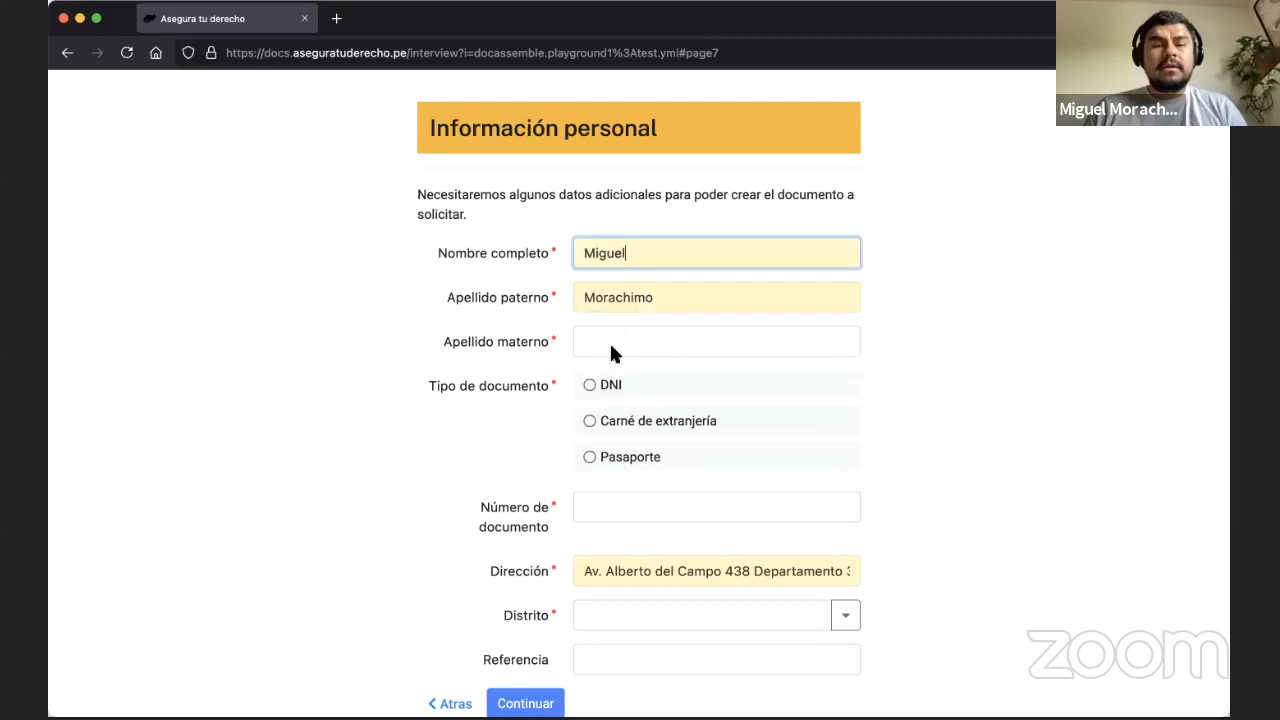 Asegura tu derecho
https://docs.aseguratuderecho.pe/interview?i=docassemble.playground1%3Atest.yml#page7
Miguel Morach...
Información personal
Necesitaremos algunos datos adicionales para poder crear el documento a
solicitar.
Nombre completo *
Miguel
Apellido paterno *
Morachimo
Apellido materno *
Tipo de documento *
DNI
Carné de extranjería
Pasaporte
Número de *
documento
Dirección *
Av. Alberto del Campo 438 Departamento 3
Distrito *
Referencia
Atras
Continuar
zoom